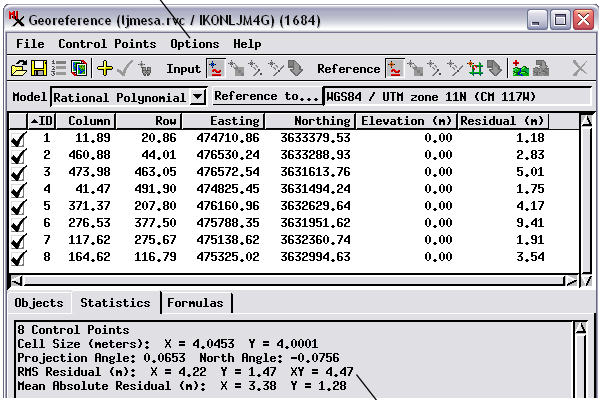 Georeference (ljmesa.rvc / IKONLJM4G) (1684)
File Control Points Options Help
Input Reference
Model Rational Polynomial Reference to... WGS84 / UTM zone 11N (CM 117W)
ID Column Row Easting Northing Elevation (m) Residual (m)
1 11.89 20.86 474710.86 3633379.53 0.00 1.18
2 460.88 44.01 476530.24 3633288.93 0.00 2.83
3 473.98 463.05 476572.54 3631613.76 0.00 5.01
4 41.47 491.90 474825.45 3631494.24 0.00 1.75
5 371.37 207.80 476160.96 3632629.64 0.00 4.17
6 276.53 377.50 475788.35 3631951.62 0.00 9.41
7 117.62 275.67 475138.62 3632360.74 0.00 1.91
8 164.62 116.79 475325.02 3632994.63 0.00 3.54
Objects Statistics Formulas
8 Control Points
Cell Size (meters): X = 4.0453 Y = 4.0001
Projection Angle: 0.0653 North Angle: -0.0756
RMS Residual (m): X = 4.22 Y = 1.47 XY = 4.47
Mean Absolute Residual (m): X = 3.38 Y = 1.28